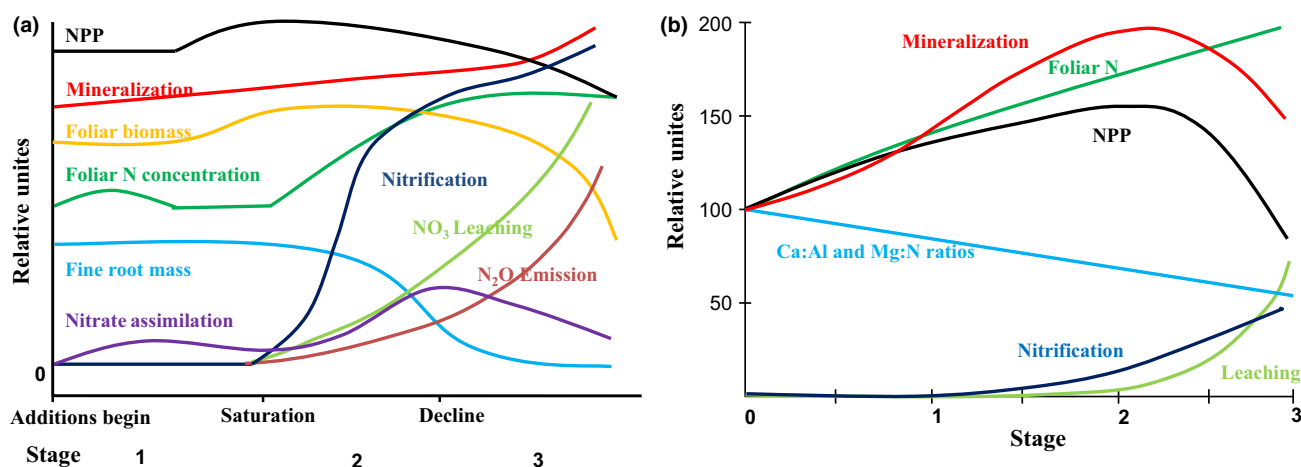 (a)
NPP
Mineralization
Foliar biomass
Foliar N concentration
Nitrification
NO3 Leaching
Fine root mass
N2O Emission
Nitrate assimilation
Relative unites
0
Additions begin
Saturation
Decline
Stage
1
2
3
(b)
200
Mineralization
Foliar N
150
NPP
Relative unites
100
Ca:Al and Mg:N ratios
50
Nitrification
Leaching
0
1
2
3
Stage